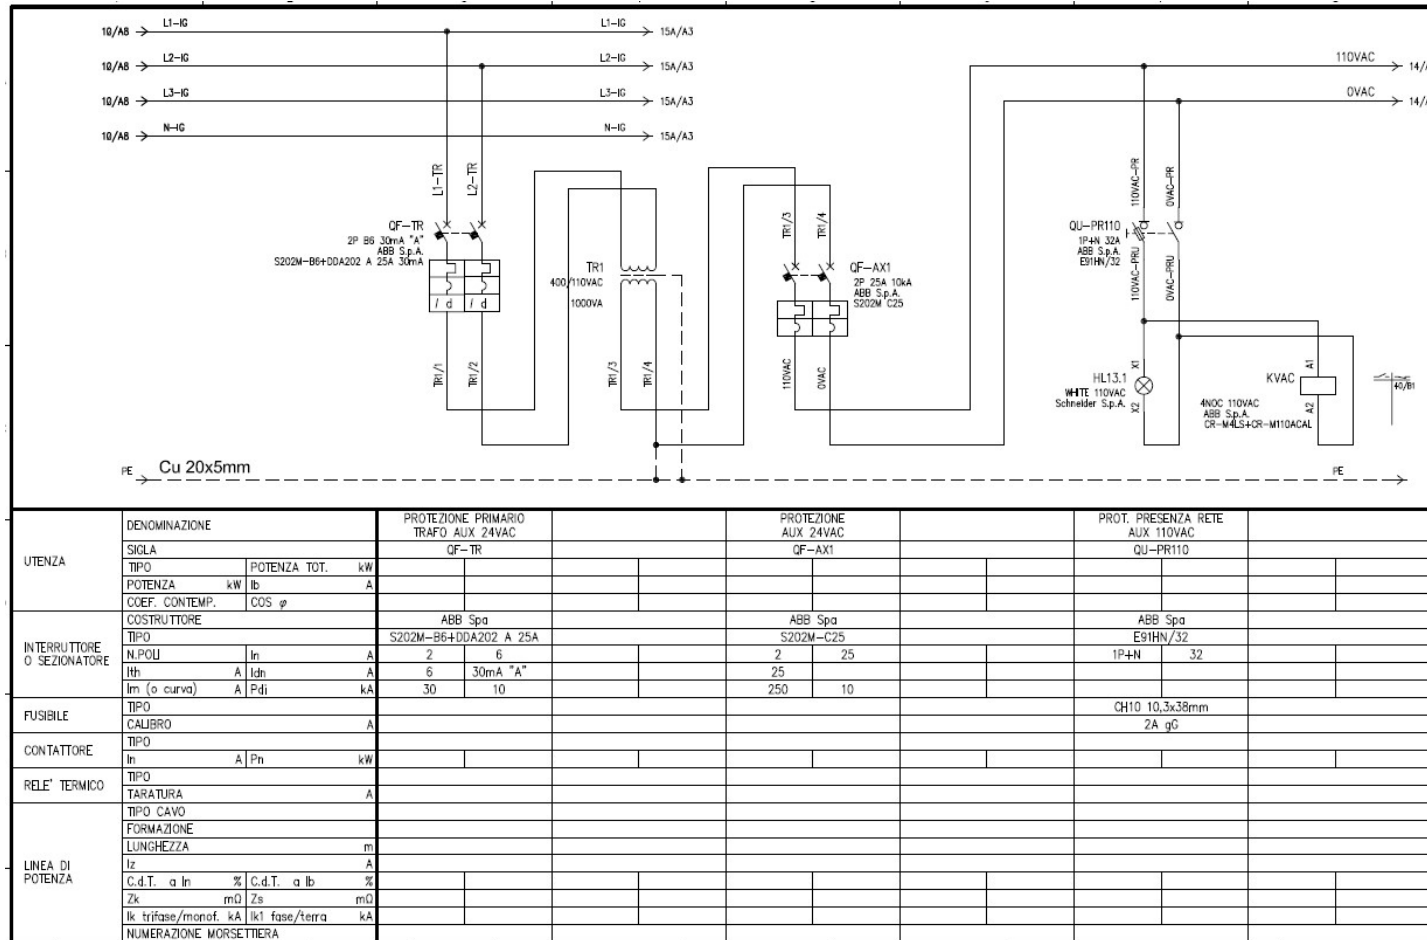 10/A8 L1-IG L1-IG 15A/A3
10/A8 L2-IG L2-IG 15A/A3 110VAC
10/A8 L3-IG L3-IG 15A/A3 0VAC
10/A8 N-IG N-IG 15A/A3
L1-TR L2-TR
QF-TR
2P B6 30mA "A"
ABB S.p.A.
S202M-B6+DDA202 A 25A 30mA
I d I d
TR1/1 TR1/2
TR1
400/110VAC
1000VA
TR1/3 TR1/4
TR1/3 TR1/4
QF-AX1
2P 25A 10kA
ABB S.p.A.
S202M C25
110VAC 0VAC
110VAC-PR 0VAC-PR
QU-PR110
1P+N 32A
ABB S.p.A.
E91HN/32
110VAC-PRU 0VAC-PRU
HL13.1
WHITE 110VAC
Schneider S.p.A.
X1
X2
KVAC
4NOC 110VAC
ABB S.p.A.
CR-M4LS+CR-M110ACAL
A1
A2
40/B1
PE Cu 20x5mm PE
UTENZA
DENOMINAZIONE
PROTEZIONE PRIMARIO
TRAFO AUX 24VAC
PROTEZIONE
AUX 24VAC
PROT. PRESENZA RETE
AUX 110VAC
SIGLA QF-TR QF-AX1 QU-PR110
TIPO POTENZA TOT. kW
POTENZA kW Ib A
COEF. CONTEMP. COS φ
INTERRUTTORE
O SEZIONATORE
COSTRUTTORE ABB Spa ABB Spa ABB Spa
TIPO S202M-B6+DDA202 A 25A S202M-C25 E91HN/32
N.POLI In A 2 6 2 25 1P+N 32
Ith A Idn A 6 30mA "A" 25
Im (o curva) A Pdi kA 30 10 250 10
FUSIBILE
TIPO CH10 10,3x38mm
CALIBRO A 2A gG
CONTATTORE
TIPO
In A Pn kW
RELE' TERMICO
TIPO
TARATURA A
LINEA DI
POTENZA
TIPO CAVO
FORMAZIONE
LUNGHEZZA m
Iz A
C.d.T. a In % C.d.T. a Ib %
Zk mΩ Zs mΩ
Ik trifase/monof. kA Ik1 fase/terra kA
NUMERAZIONE MORSETTIERA